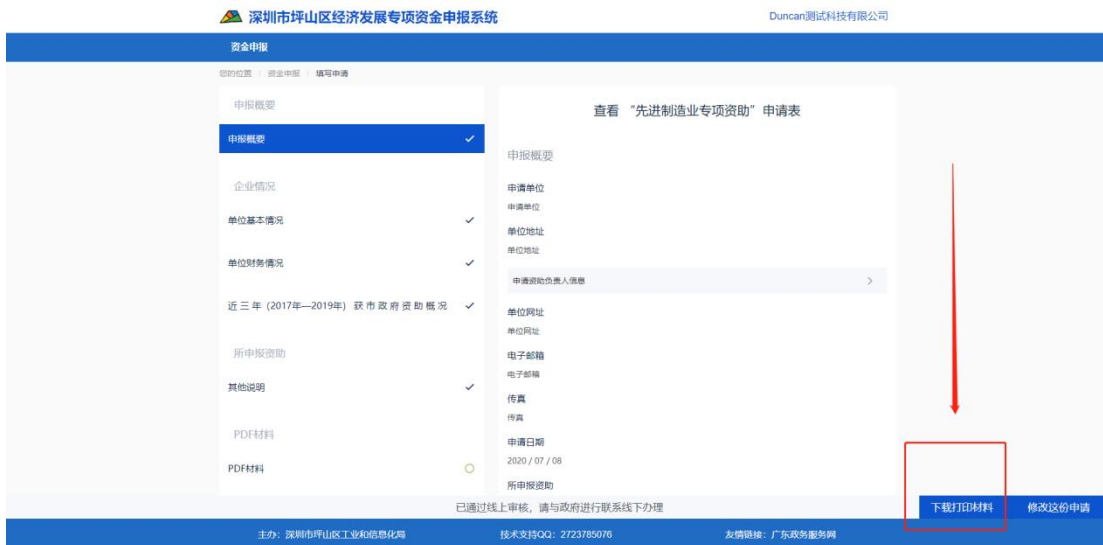 深圳市坪山区经济发展专项资金申报系统
Duncan测试科技有限公司
资金申报
您的位置 | 资金申报 | 填写申请
申报概要
申报概要
企业情况
单位基本情况
单位财务情况
近三年 (2017年—2019年) 获市政府资助概况
所申报资助
其他说明
PDF材料
PDF材料
查看 “先进制造业专项资助” 申请表
申报概要
申请单位
申请单位
单位地址
单位地址
申请资助负责人信息
单位网址
单位网址
电子邮箱
电子邮箱
传真
传真
申请日期
2020 / 07 / 08
所申报资助
已通过线上审核，请与政府进行联系线下办理
下载打印材料
修改这份申请
主办：深圳市坪山区工业和信息化局
技术支持QQ：2723785076
友情链接：广东政务服务网